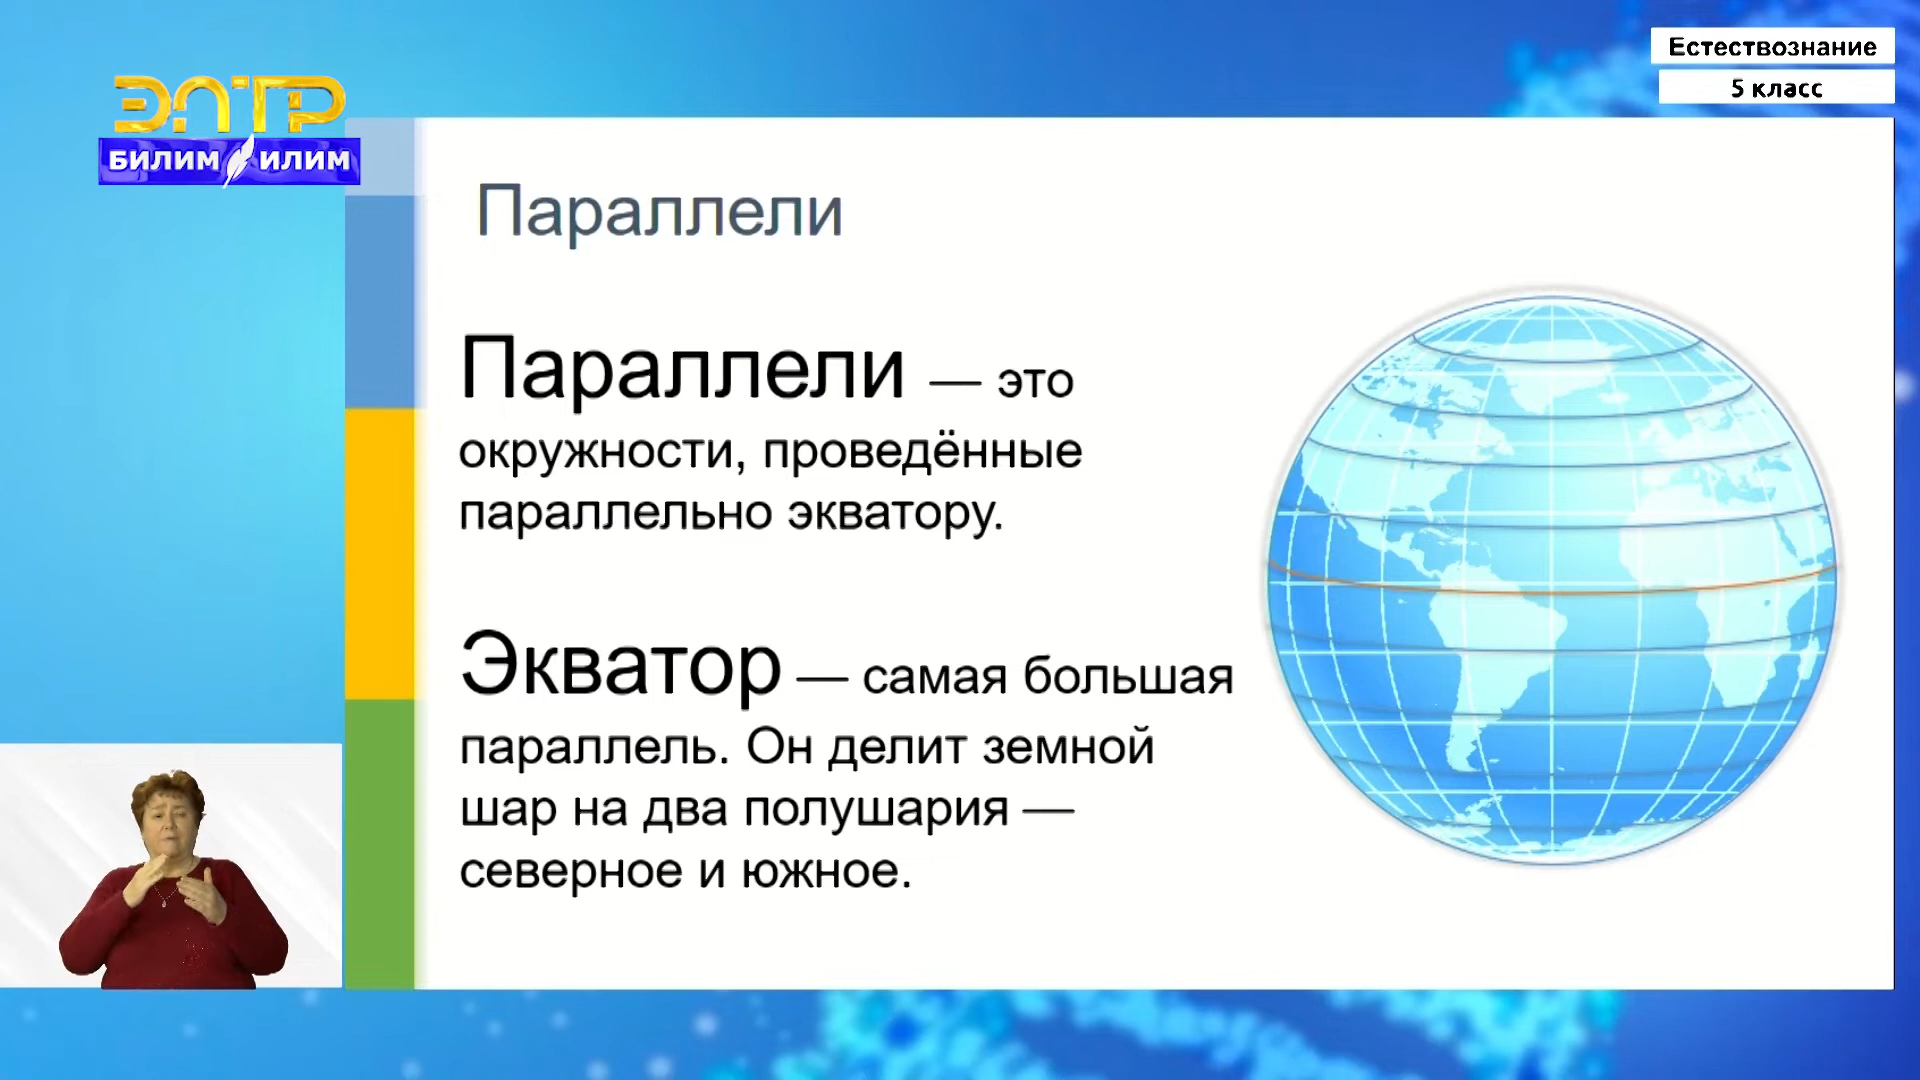 Естествознание
5 класс
ЭЛТР
БИЛИМ ИЛИМ
Параллели
Параллели — это
окружности, проведённые
параллельно экватору.
Экватор — самая большая
параллель. Он делит земной
шар на два полушария —
северное и южное.